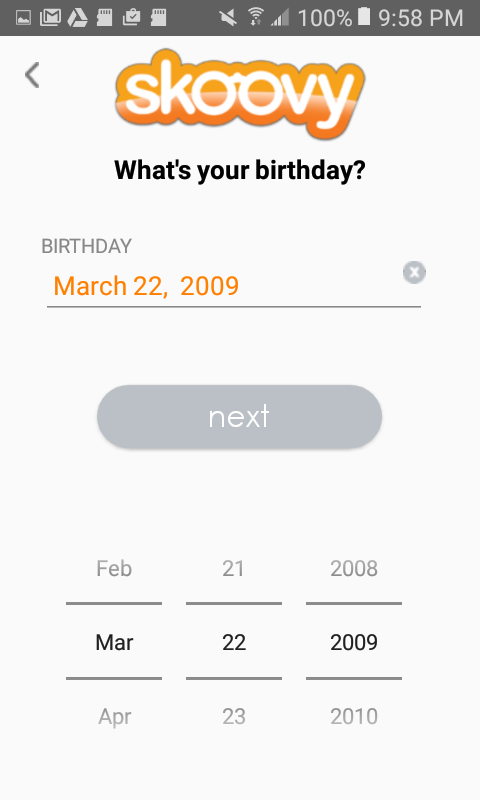 100% 9:58 PM
skoovy
What's your birthday?
BIRTHDAY
March 22,  2009
x
next
Feb 21 2008
Mar 22 2009
Apr 23 2010